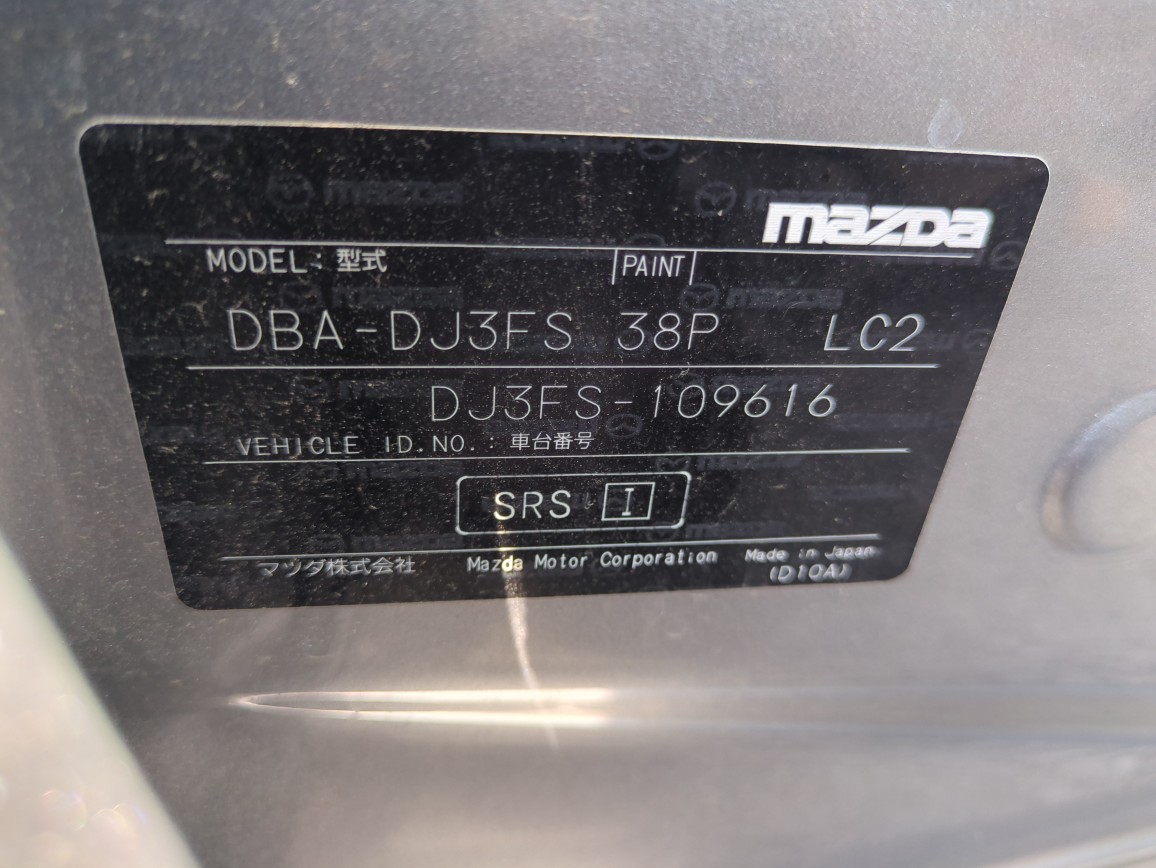 mazda
MODEL: 型式 PAINT
DBA-DJ3FS 38P LC2
DJ3FS-109616
VEHICLE ID.NO.: 車台番号
SRS I
マツダ株式会社 Mazda Motor Corporation Made in Japan
(D10A)